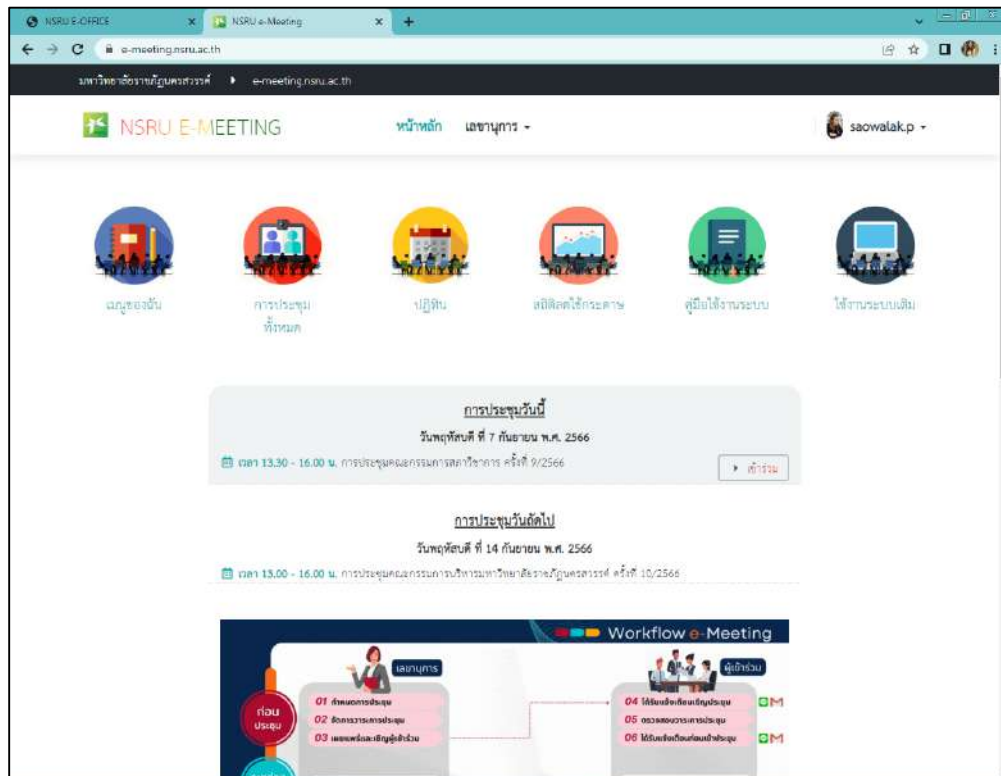 NSRU E-OFFICE
NSRU e-Meeting
e-meeting.nsru.ac.th
มหาวิทยาลัยราชภัฏนครสวรรค์
e-meeting.nsru.ac.th
NSRU E-MEETING
หน้าหลัก
เลขานุการ
saowalak.p
เมนูของฉัน
การประชุม
ทั้งหมด
ปฏิทิน
สถิติลดใช้กระดาษ
คู่มือใช้งานระบบ
ใช้งานระบบเดิม
การประชุมวันนี้
วันพฤหัสบดี ที่ 7 กันยายน พ.ศ. 2566
เวลา 13.30 - 16.00 น. การประชุมคณะกรรมการสภาวิชาการ ครั้งที่ 9/2566
เข้าร่วม
การประชุมวันถัดไป
วันพฤหัสบดี ที่ 14 กันยายน พ.ศ. 2566
เวลา 13.00 - 16.00 น. การประชุมคณะกรรมการบริหารมหาวิทยาลัยราชภัฏนครสวรรค์ ครั้งที่ 10/2566
Workflow e-Meeting
เลขานุการ
ผู้เข้าร่วม
ก่อน
ประชุม
01 กำหนดการประชุม
02 จัดการวาระการประชุม
03 เผยแพร่และเชิญผู้เข้าร่วม
04 ได้รับแจ้งเตือนเชิญประชุม
05 ตรวจสอบวาระการประชุม
06 ได้รับแจ้งเตือนก่อนเข้าประชุม